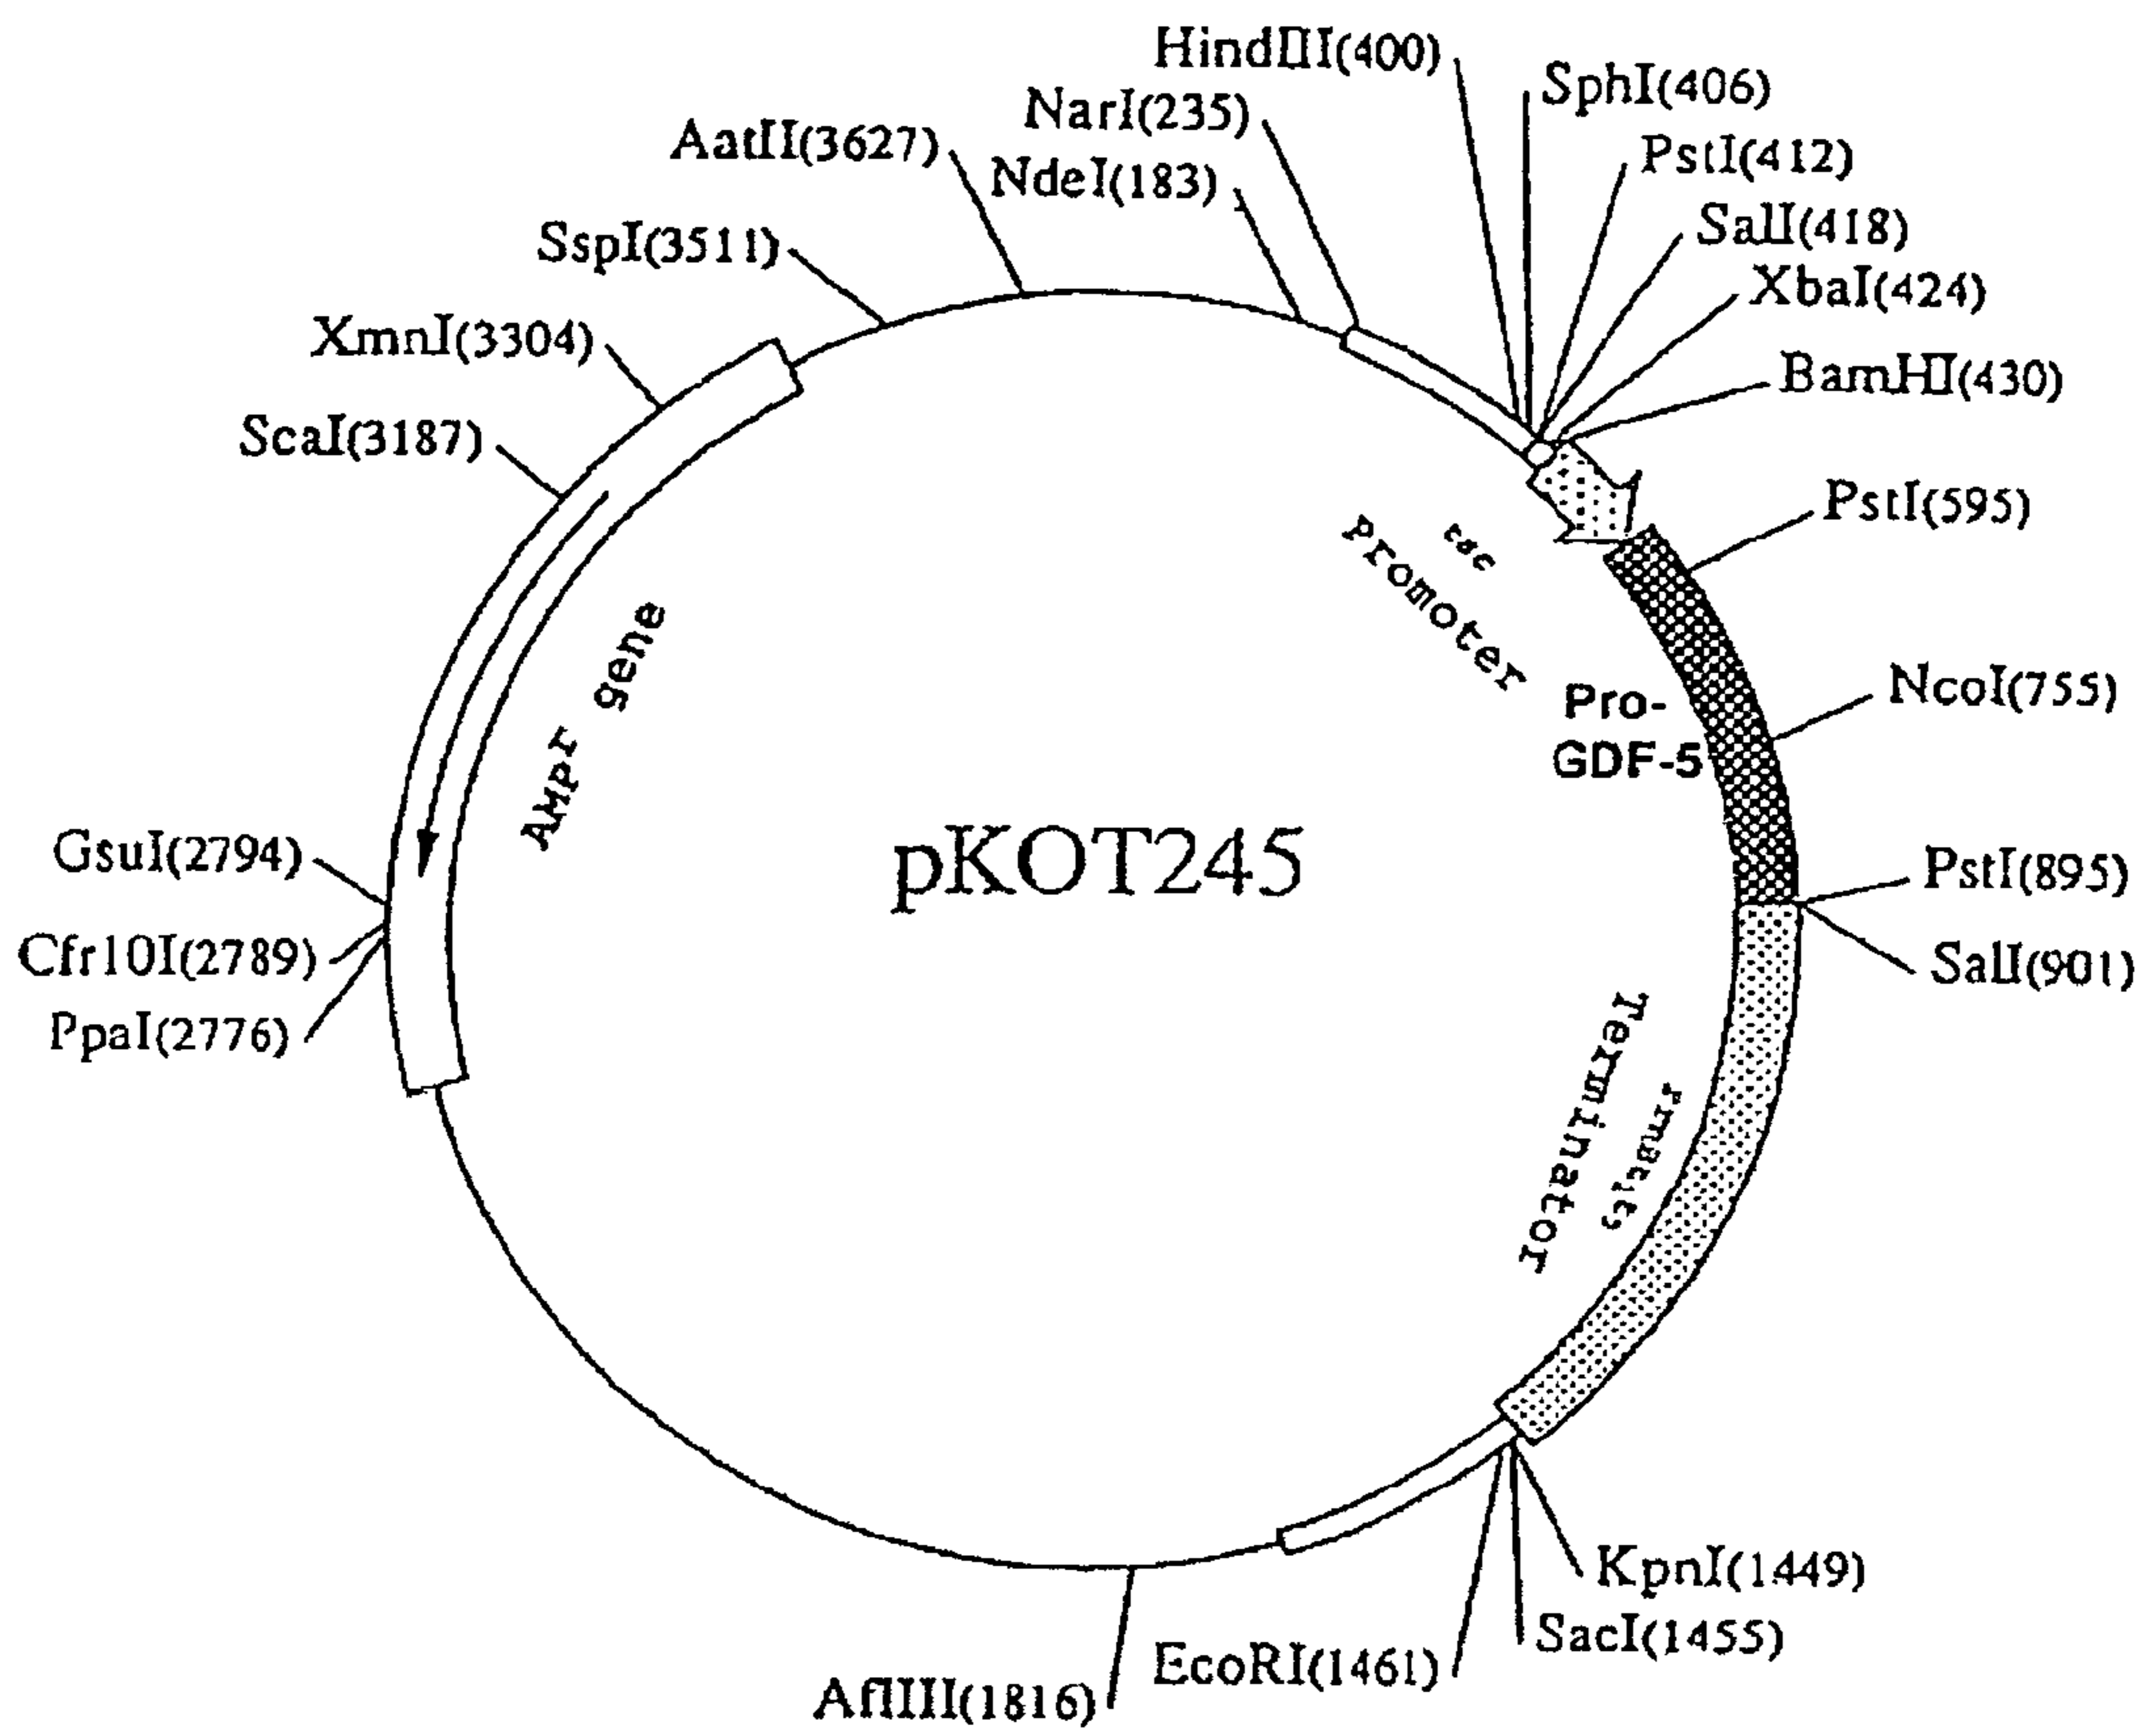 HindIII(400)
SphI(406)
NarI(235)
AatII(3627)
PstI(412)
NdeI(183)
SalI(418)
SspI(3511)
XbaI(424)
XmnI(3304)
BamHI(430)
ScaI(3187)
PstI(595)
tac
promoter
Ampr gene
NcoI(755)
Pro-
GDF-5
pKOT245
GsuI(2794)
PstI(895)
Cfr10I(2789)
SalI(901)
PpaI(2776)
Terminator
KpnI(1449)
SacI(1455)
EcoRI(1461)
AflIII(1816)